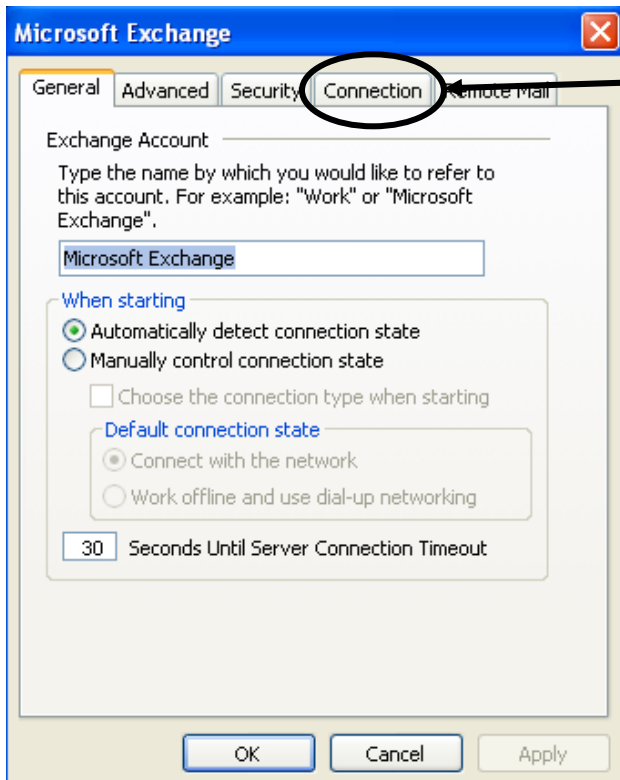 Microsoft Exchange
General Advanced Security Connection Remote Mail
Exchange Account
Type the name by which you would like to refer to
this account. For example: "Work" or "Microsoft
Exchange".
Microsoft Exchange
When starting
Automatically detect connection state
Manually control connection state
Choose the connection type when starting
Default connection state
Connect with the network
Work offline and use dial-up networking
30 Seconds Until Server Connection Timeout
OK Cancel Apply